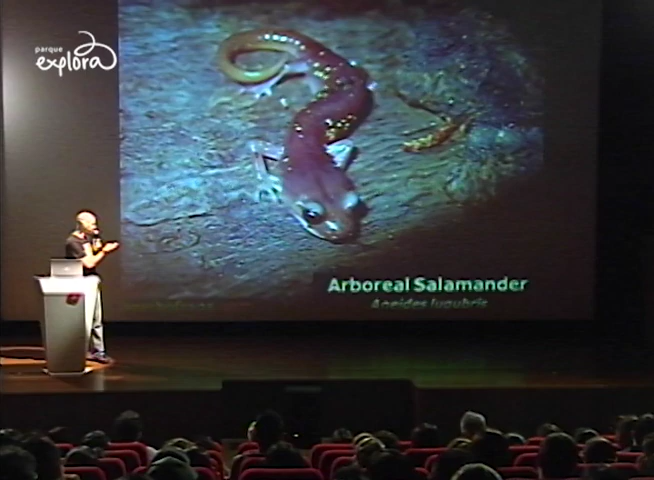 parque
explora
Arboreal Salamander
Aneides lugubris